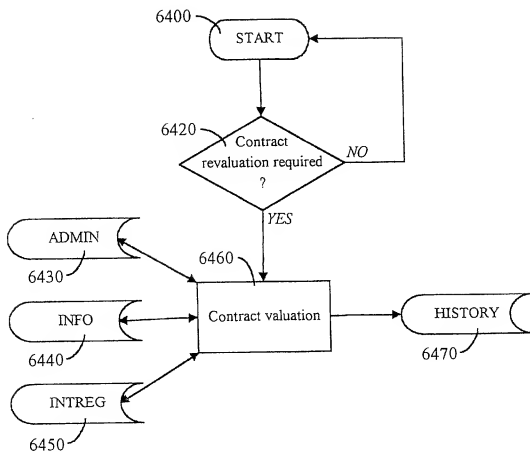 6400
START
6420
Contract
revaluation required
?
NO
YES
ADMIN
6430
6460
INFO
6440
Contract valuation
HISTORY
6470
INTREG
6450